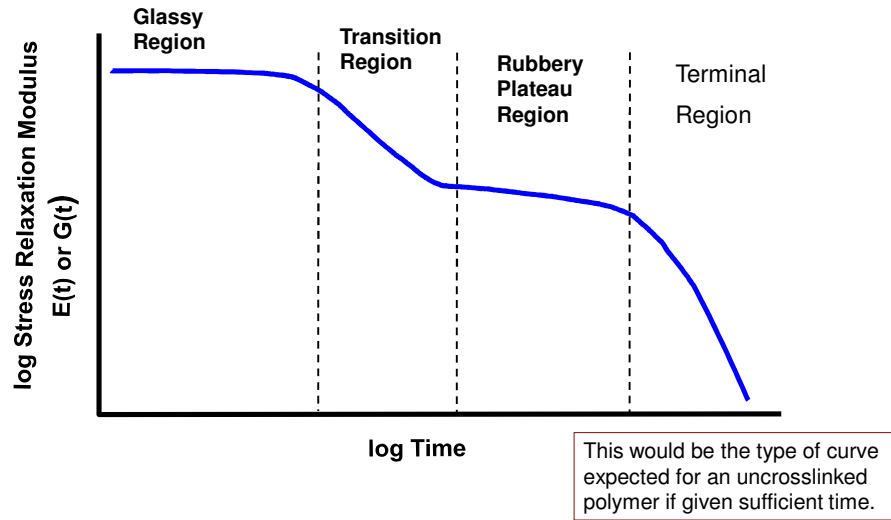 Glassy
Region
Transition
Region
Rubbery
Plateau
Region
Terminal
Region
log Stress Relaxation Modulus
E(t) or G(t)
log Time
This would be the type of curve
expected for an uncrosslinked
polymer if given sufficient time.